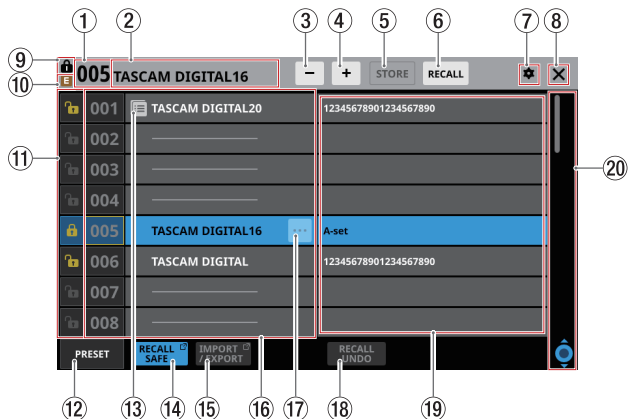 ① ② ③ ④ ⑤ ⑥ ⑦ ⑧
⑨ 005 TASCAM DIGITAL16 − + STORE RECALL
⑩ E
001 TASCAM DIGITAL20 12345678901234567890
002
⑪ 003 ⑳
004
005 TASCAM DIGITAL16 ... A-set
006 TASCAM DIGITAL 12345678901234567890
007
008
PRESET RECALL SAFE IMPORT /EXPORT RECALL UNDO
⑫ ⑬ ⑭ ⑮ ⑯ ⑰ ⑱ ⑲